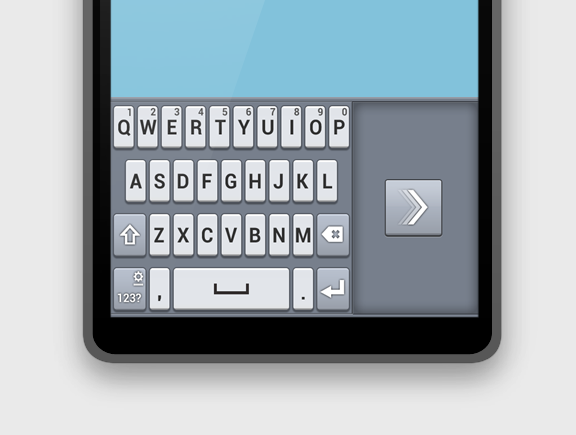 1 2 3 4 5 6 7 8 9 0
Q W E R T Y U I O P
A S D F G H J K L
Z X C V B N M
123? , .